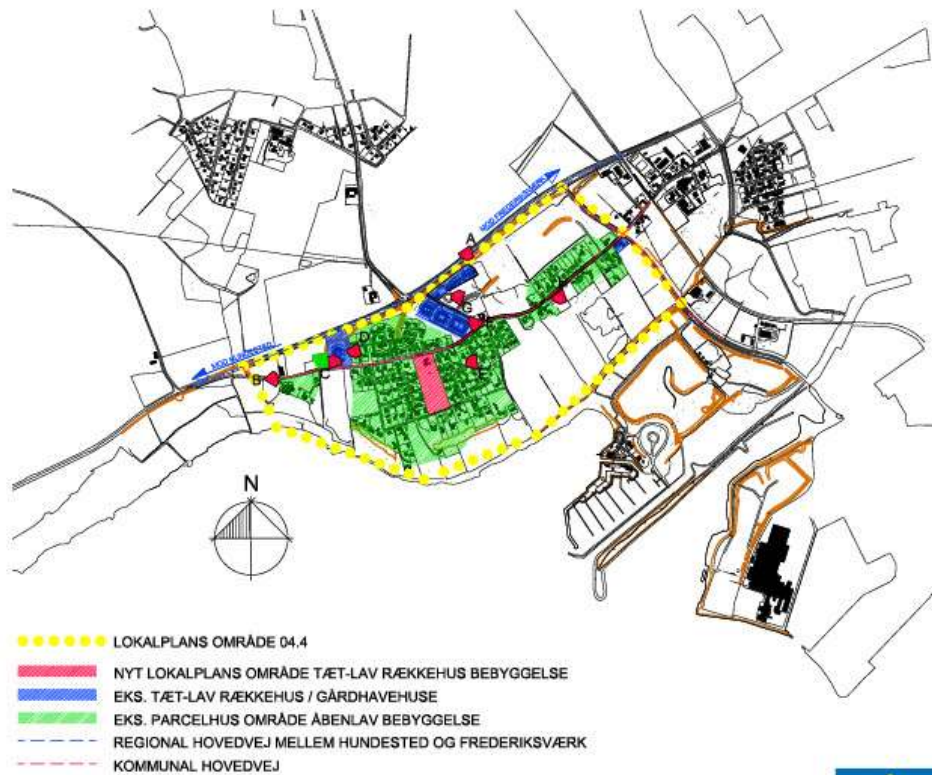 MOD FREDERIKSVÆRK
A
G
D
C
B
F
E
MOD HUNDESTED
N
LOKALPLANS OMRÅDE 04.4
NYT LOKALPLANS OMRÅDE TÆT-LAV RÆKKEHUS BEBYGGELSE
EKS. TÆT-LAV RÆKKEHUS / GÅRDHAVEHUSE
EKS. PARCELHUS OMRÅDE ÅBENLAV BEBYGGELSE
REGIONAL HOVEDVEJ MELLEM HUNDESTED OG FREDERIKSVÆRK
KOMMUNAL HOVEDVEJ